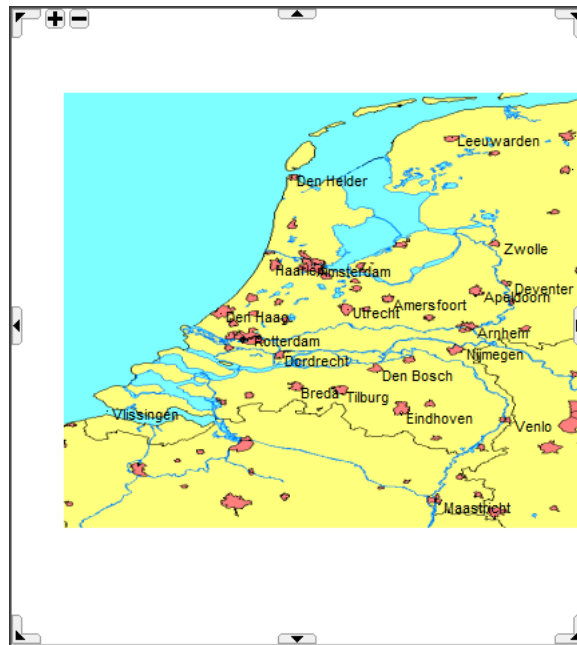 Leeuwarden
Den Helder
Zwolle
Haarlem
Amsterdam
Deventer
Apeldoorn
Amersfoort
Utrecht
Den Haag
Arnhem
Rotterdam
Nijmegen
Dordrecht
Den Bosch
Breda
Tilburg
Vlissingen
Eindhoven
Venlo
Maastricht